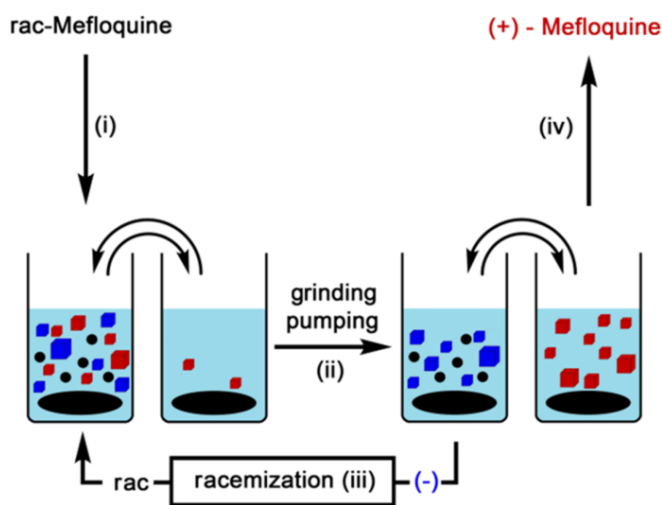 rac-Mefloquine
(+) - Mefloquine
(i)
(iv)
grinding
pumping
(ii)
rac
racemization (iii)
(-)